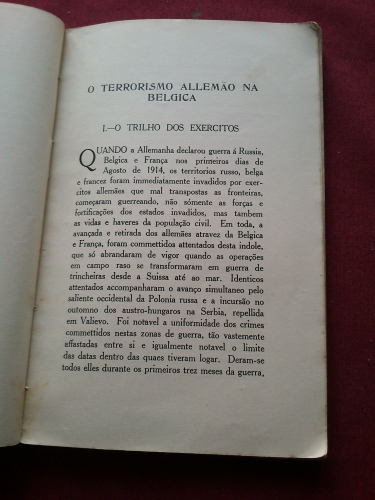 O TERRORISMO ALLEMÃO NA
BELGICA
I.—O TRILHO DOS EXERCITOS
QUANDO a Allemanha declarou guerra á Russia,
Belgica e França nos primeiros dias de
Agosto de 1914, os territorios russo, belga
e francez foram immediatamente invadidos por exer-
citos allemães que mal transpostas as fronteiras,
começaram guerreando, não sómente as forças e
fortificações dos estados invadidos, mas tambem
as vidas e haveres da população civil. Em toda, a
avançada e retirada dos allemães atravez da Belgica
e França, foram commettidos attentados desta indole,
que só abrandaram de vigor quando as operações
em campo raso se transformaram em guerra de
trincheiras desde a Suissa até ao mar. Identicos
attentados acompanharam o avanço simultaneo pelo
saliente occidental da Polonia russa e a incursão no
outomno dos austro-hungaros na Serbia, repellida
em Valievo. Foi notavel a uniformidade dos crimes
commettidos nestas zonas de guerra, tão vastamente
affastadas entre si e igualmente notavel o limite
das datas dentro das quaes tiveram logar. Deram-se
todos elles durante os primeiros trez meses da guerra,